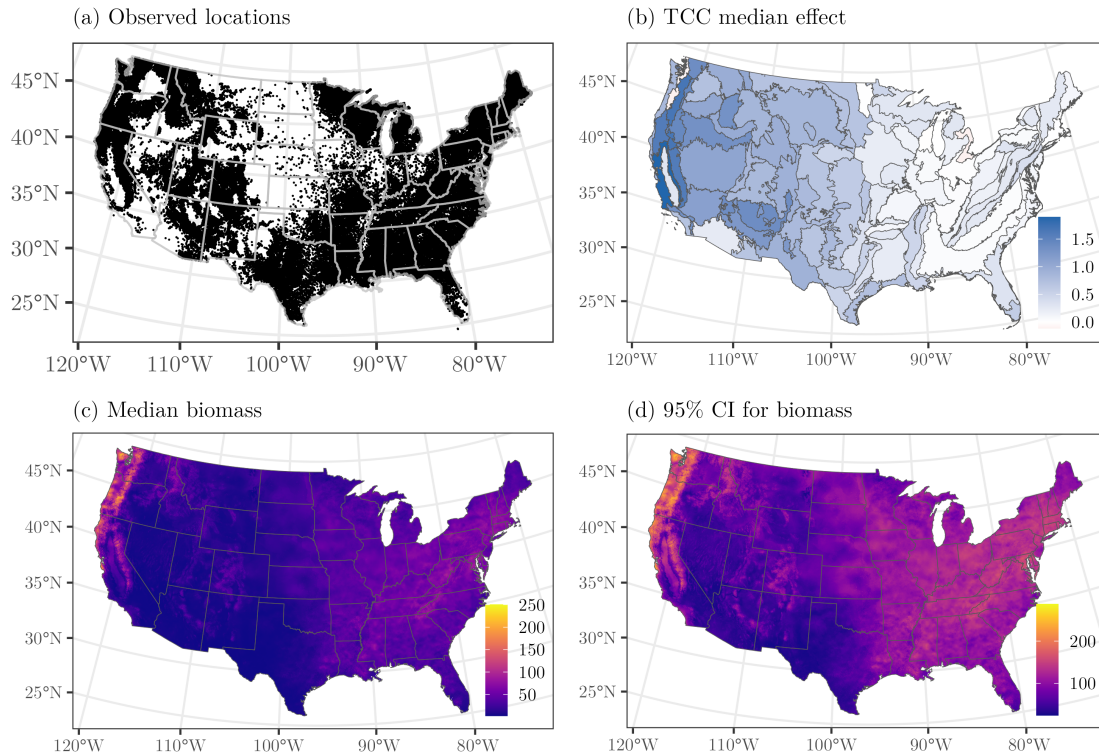 (a) Observed locations
45°N
40°N
35°N
30°N
25°N
120°W 110°W 100°W 90°W 80°W
(b) TCC median effect
45°N
40°N
35°N
30°N
25°N
1.5
1.0
0.5
0.0
120°W 110°W 100°W 90°W 80°W
(c) Median biomass
45°N
40°N
35°N
30°N
25°N
250
200
150
100
50
120°W 110°W 100°W 90°W 80°W
(d) 95% CI for biomass
45°N
40°N
35°N
30°N
25°N
200
100
120°W 110°W 100°W 90°W 80°W